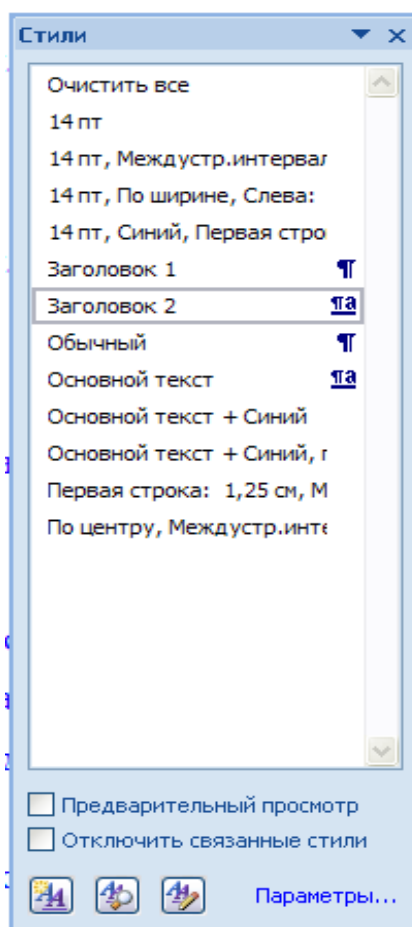 Стили
Очистить все
14 пт
14 пт, Междустр.интервал
14 пт, По ширине, Слева:
14 пт, Синий, Первая стро
Заголовок 1 ¶
Заголовок 2 ¶a
Обычный ¶
Основной текст ¶a
Основной текст + Синий
Основной текст + Синий, п
Первая строка: 1,25 см, М
По центру, Междустр.инте
Предварительный просмотр
Отключить связанные стили
Параметры...